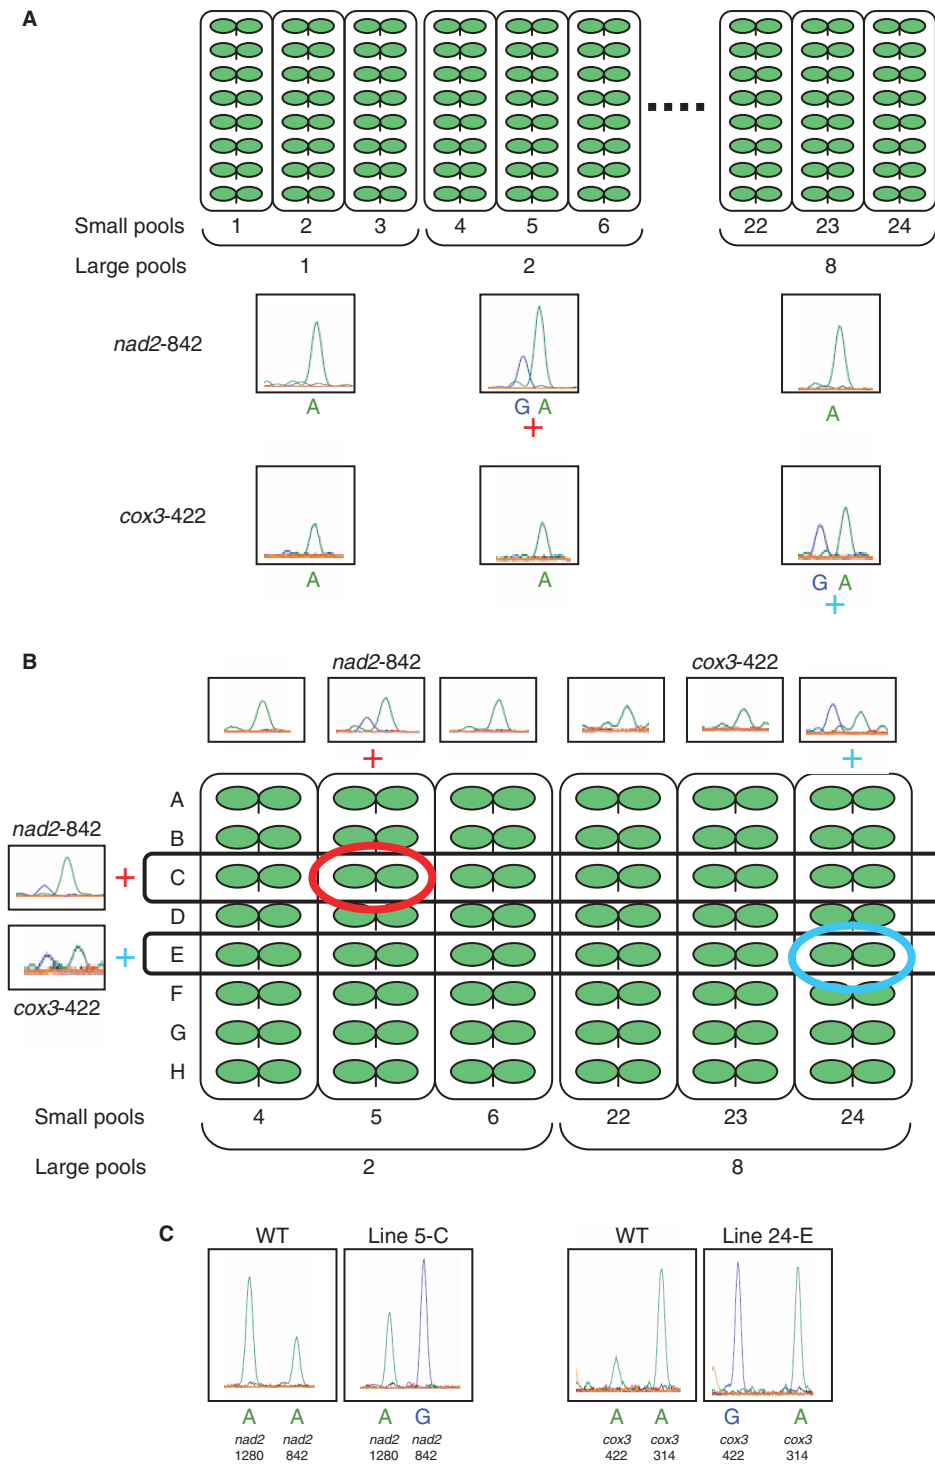 A
Small pools 1 2 3 4 5 6 22 23 24
Large pools 1 2 8
nad2-842
A G A A
+
cox3-422
A A G A
+
B
nad2-842 cox3-422
+ +
A
B
nad2-842
+ C
D
+ E
cox3-422
F
G
H
Small pools 4 5 6 22 23 24
Large pools 2 8
C
WT Line 5-C WT Line 24-E
A A A G A A G A
nad2 nad2 nad2 nad2 cox3 cox3 cox3 cox3
1280 842 1280 842 422 314 422 314